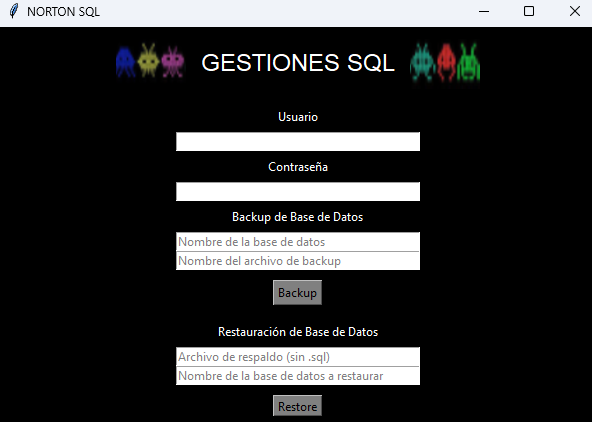 NORTON SQL
GESTIONES SQL
Usuario
Contraseña
Backup de Base de Datos
Nombre de la base de datos
Nombre del archivo de backup
Backup
Restauración de Base de Datos
Archivo de respaldo (sin .sql)
Nombre de la base de datos a restaurar
Restore